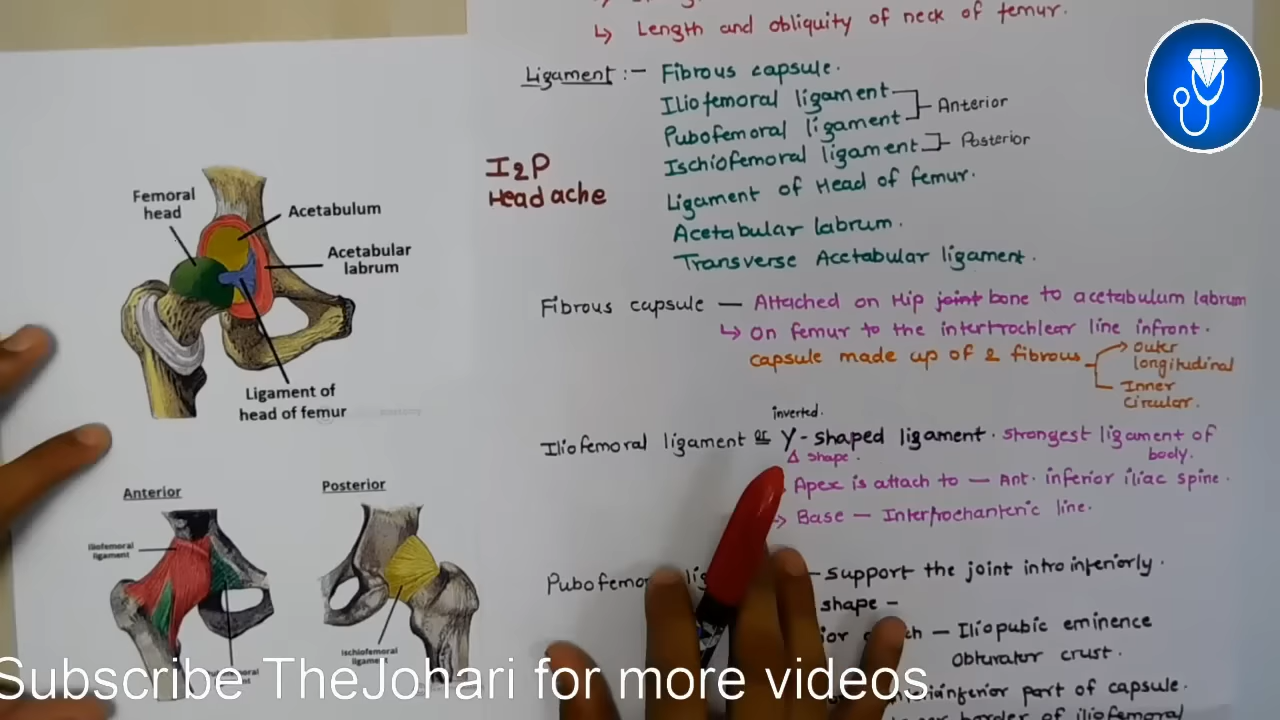 ↳ Length and obliquity of neck of femur.
Ligament :- Fibrous capsule.
Iliofemoral ligament
Pubofemoral ligament
Anterior
Ischiofemoral ligament
Posterior
Ligament of Head of femur.
Acetabular labrum.
Transverse Acetabular ligament.
I2P
Headache
Femoral
head
Acetabulum
Acetabular
labrum
Ligament of
head of femur
Fibrous capsule — Attached on Hip joint bone to acetabulum labrum
↳ on femur to the intertrochlear line infront.
capsule made up of 2 fibrous
outer
longitudinal
Inner
circular.
inverted.
Iliofemoral ligament or Y-shaped ligament. strongest ligament of
body.
Δ shape.
Apex is attach to — Ant. inferior iliac spine.
Base — Intertrochanteric line.
Anterior
Posterior
Iliofemoral
ligament
Ischiofemoral
ligament
support the joint intro inferiorly.
shape —
Iliopubic eminence
obturator crust.
inferior part of capsule.
border of iliofemoral
Subscribe TheJohari for more videos